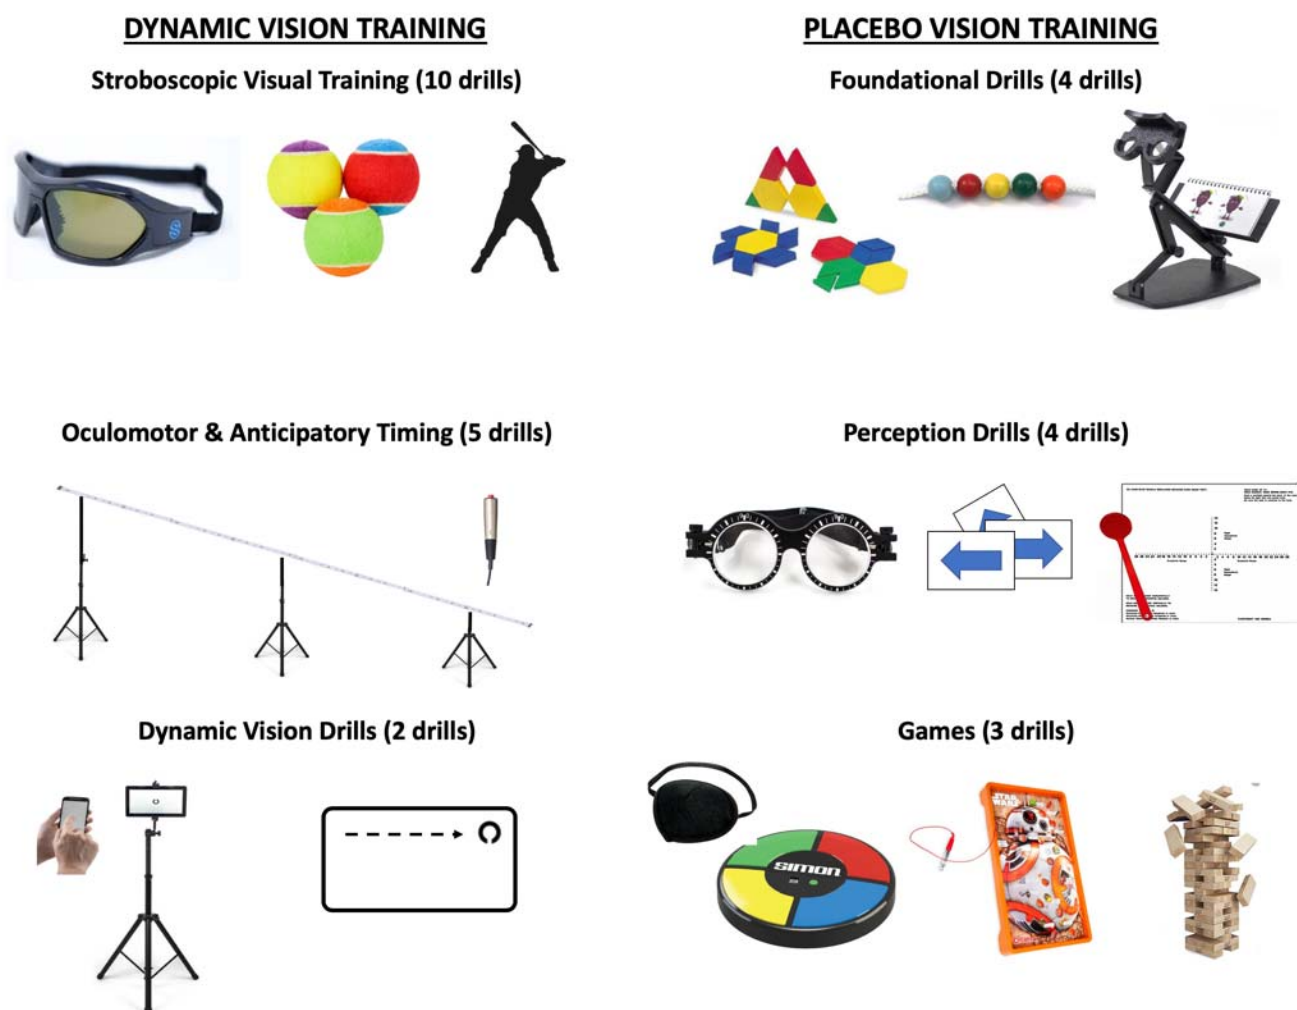 DYNAMIC VISION TRAINING
Stroboscopic Visual Training (10 drills)
Oculomotor & Anticipatory Timing (5 drills)
Dynamic Vision Drills (2 drills)
PLACEBO VISION TRAINING
Foundational Drills (4 drills)
Perception Drills (4 drills)
Games (3 drills)
SIMON
STAR
WARS